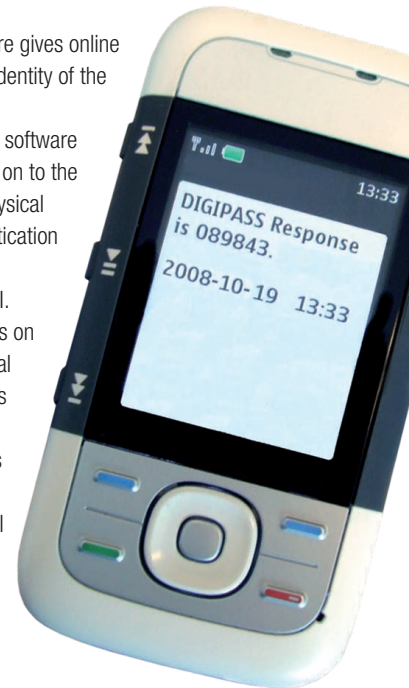 re gives online
dentity of the
software
on to the
ysical
tication
l.
s on
al
s
s
l
13:33
DIGIPASS Response
is 089843.
2008-10-19 13:33